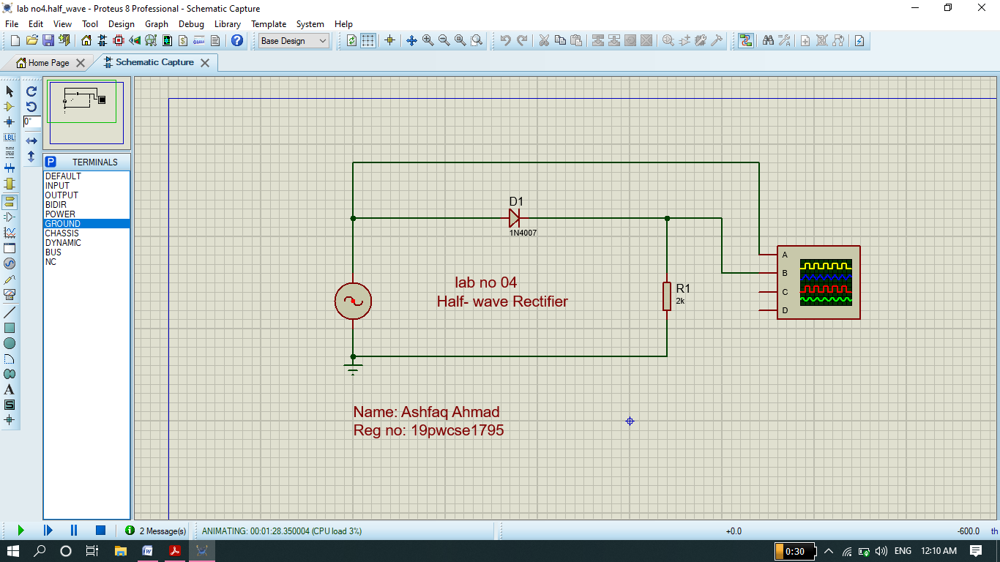 lab no4.half_wave - Proteus 8 Professional - Schematic Capture
File Edit View Tool Design Graph Debug Library Template System Help
Base Design
Home Page
Schematic Capture
0°
LBL
P TERMINALS
DEFAULT
INPUT
OUTPUT
BIDIR
POWER
GROUND
CHASSIS
DYNAMIC
BUS
NC
A
S
D1
1N4007
lab no 04
Half- wave Rectifier
R1
2k
A
B
C
D
Name: Ashfaq Ahmad
Reg no: 19pwcse1795
2 Message(s)
ANIMATING: 00:01:28.350004 (CPU load 3%)
+0.0
-600.0
th
0:30
ENG
12:10 AM